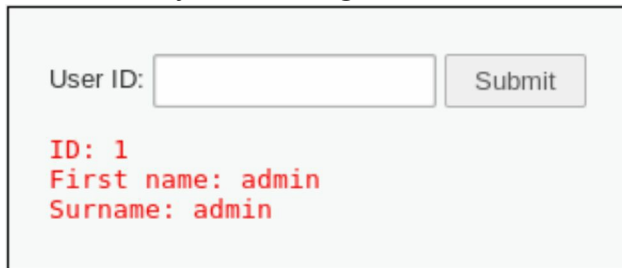 User ID: Submit
ID: 1
First name: admin
Surname: admin